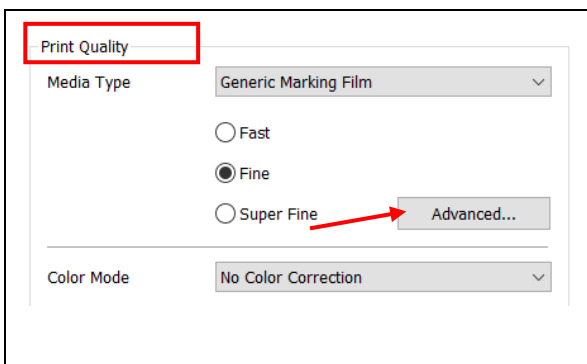 Print Quality
Media Type Generic Marking Film
Fast
Fine
Super Fine Advanced...
Color Mode No Color Correction